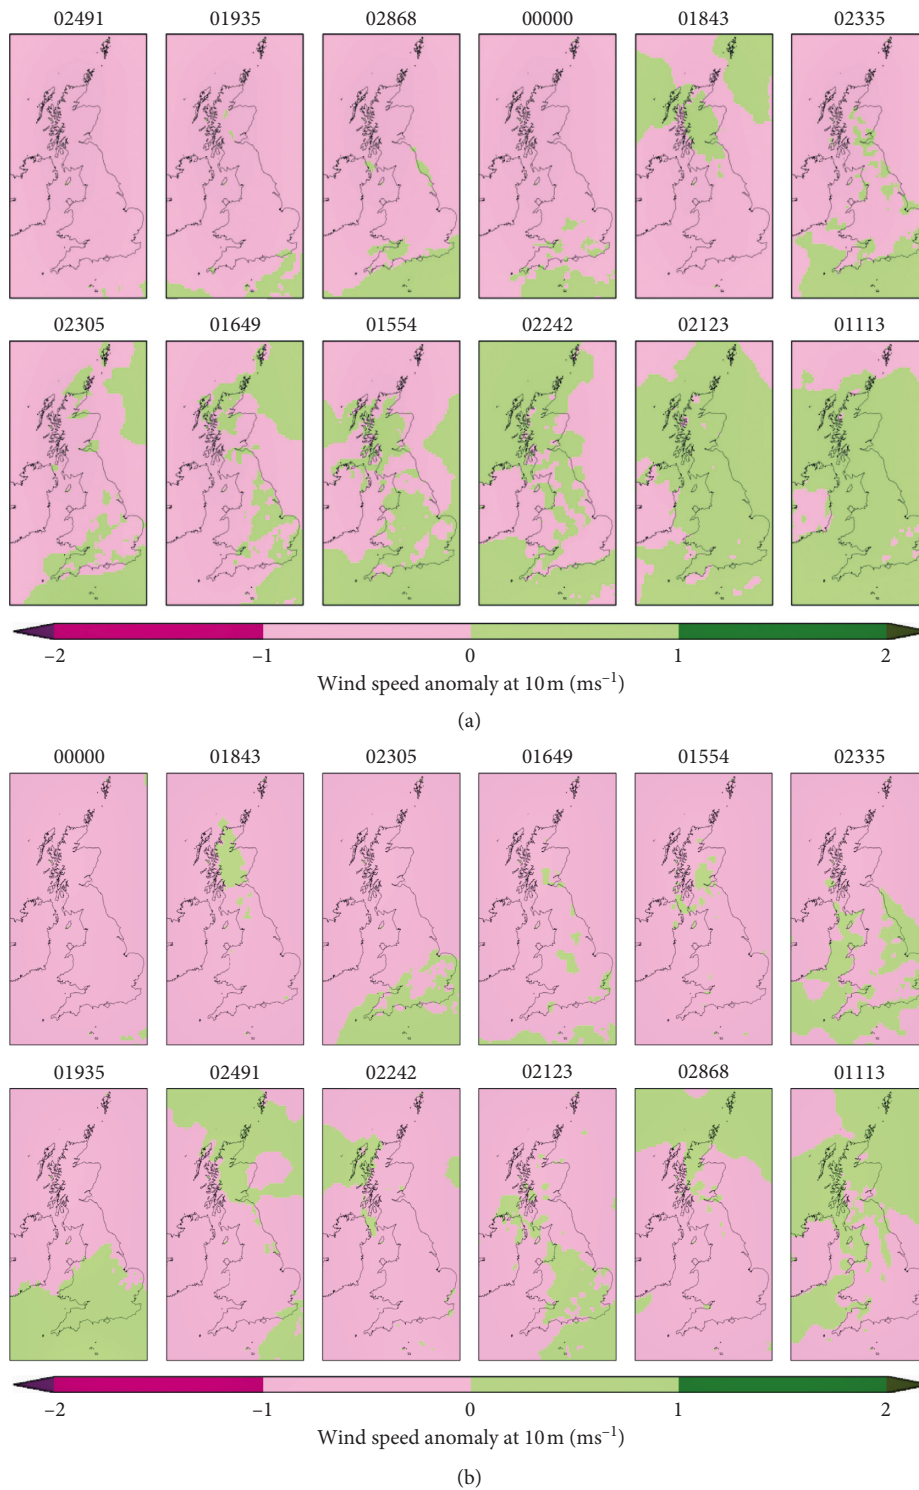 02491 01935 02868 00000 01843 02335
02305 01649 01554 02242 02123 01113
−2 −1 0 1 2
Wind speed anomaly at 10 m (ms−1)
(a)
00000 01843 02305 01649 01554 02335
01935 02491 02242 02123 02868 01113
−2 −1 0 1 2
Wind speed anomaly at 10 m (ms−1)
(b)